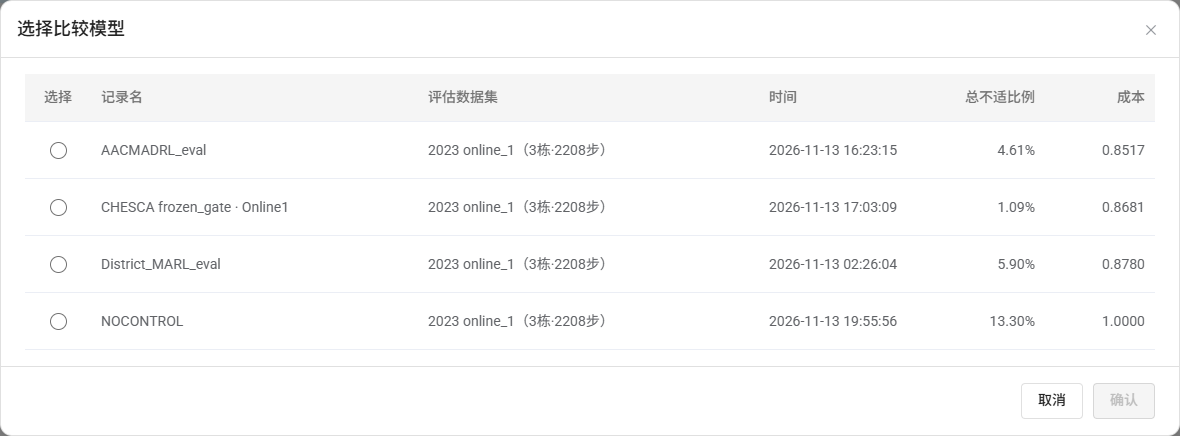 选择比较模型
选择 记录名 评估数据集 时间 总不适比例 成本
AACMADRL_eval 2023 online_1（3栋·2208步） 2026-11-13 16:23:15 4.61% 0.8517
CHESCA frozen_gate · Online1 2023 online_1（3栋·2208步） 2026-11-13 17:03:09 1.09% 0.8681
District_MARL_eval 2023 online_1（3栋·2208步） 2026-11-13 02:26:04 5.90% 0.8780
NOCONTROL 2023 online_1（3栋·2208步） 2026-11-13 19:55:56 13.30% 1.0000
取消 确认